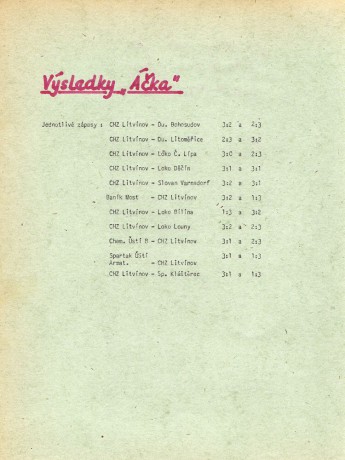 Výsledky „Áčka"
Jednotlivé zápasy : CHZ Litvínov - Du. Bohosudov 3:2 a 2:3
CHZ Litvínov - Du. Litoměřice 2:3 a 3:2
CHZ Litvínov - Loko Č. Lípa 3:0 a 2:3
CHZ Litvínov - Loko Děčín 3:1 a 3:1
CHZ Litvínov - Slovan Varnsdorf 3:2 a 3:1
Baník Most - CHZ Litvínov 3:2 a 1:3
CHZ Litvínov - Loko Bílina 1:3 a 3:2
CHZ Litvínov - Loko Louny 3:2 a 2:3
Chem. Ústí B - CHZ Litvínov 3:1 a 2:3
Spartak Ústí 3:1 a 1:3
Armat. - CHZ Litvínov
CHZ Litvínov - Sp. Klášterec 3:1 a 1:3